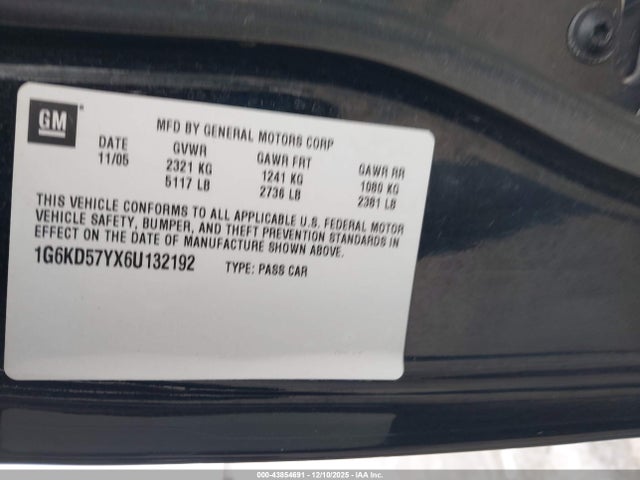 GM
MFD BY GENERAL MOTORS CORP
DATE GVWR GAWR FRT GAWR RR
11/05 2321 KG 1241 KG 1080 KG
5117 LB 2736 LB 2381 LB
THIS VEHICLE CONFORMS TO ALL APPLICABLE U.S. FEDERAL MOTOR
VEHICLE SAFETY, BUMPER, AND THEFT PREVENTION STANDARDS IN
EFFECT ON THE DATE OF MANUFACTURE SHOWN ABOVE.
1G6KD57YX6U132192 TYPE: PASS CAR
000-43854691 - 12/10/2025 - IAA Inc.